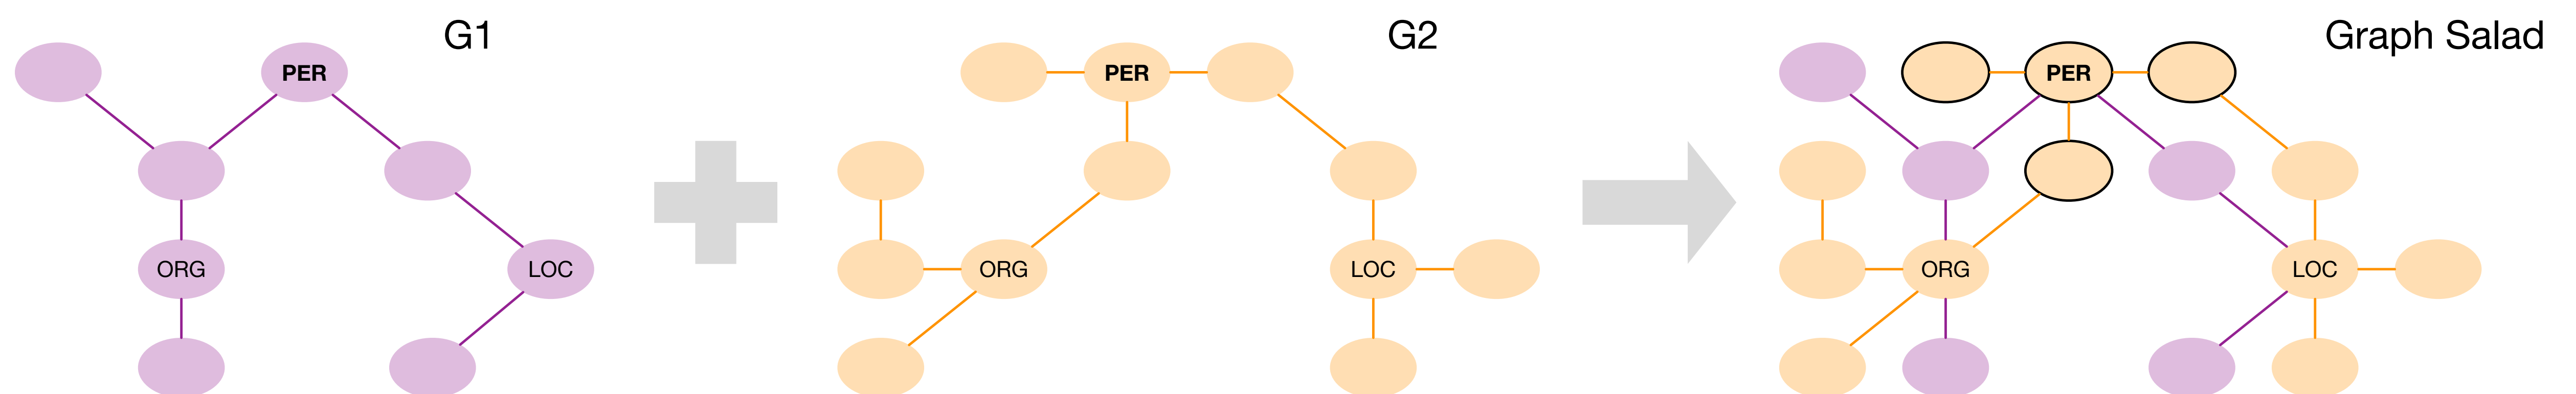 G1
PER
ORG
LOC
G2
PER
ORG
LOC
Graph Salad
PER
ORG
LOC